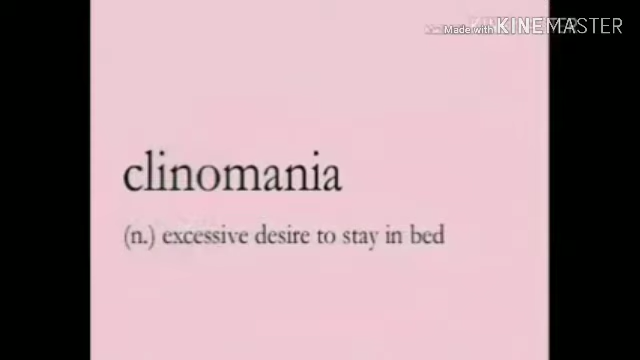 Made with KINEMASTER
clinomania
(n.) excessive desire to stay in bed